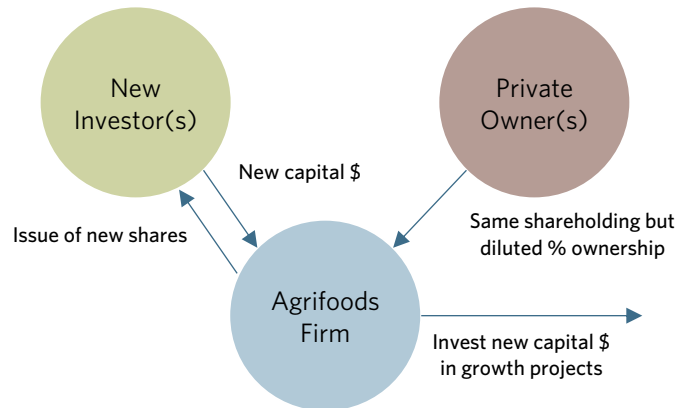 New
Investor(s)
Private
Owner(s)
New capital $
Issue of new shares
Same shareholding but
diluted % ownership
Agrifoods
Firm
Invest new capital $
in growth projects